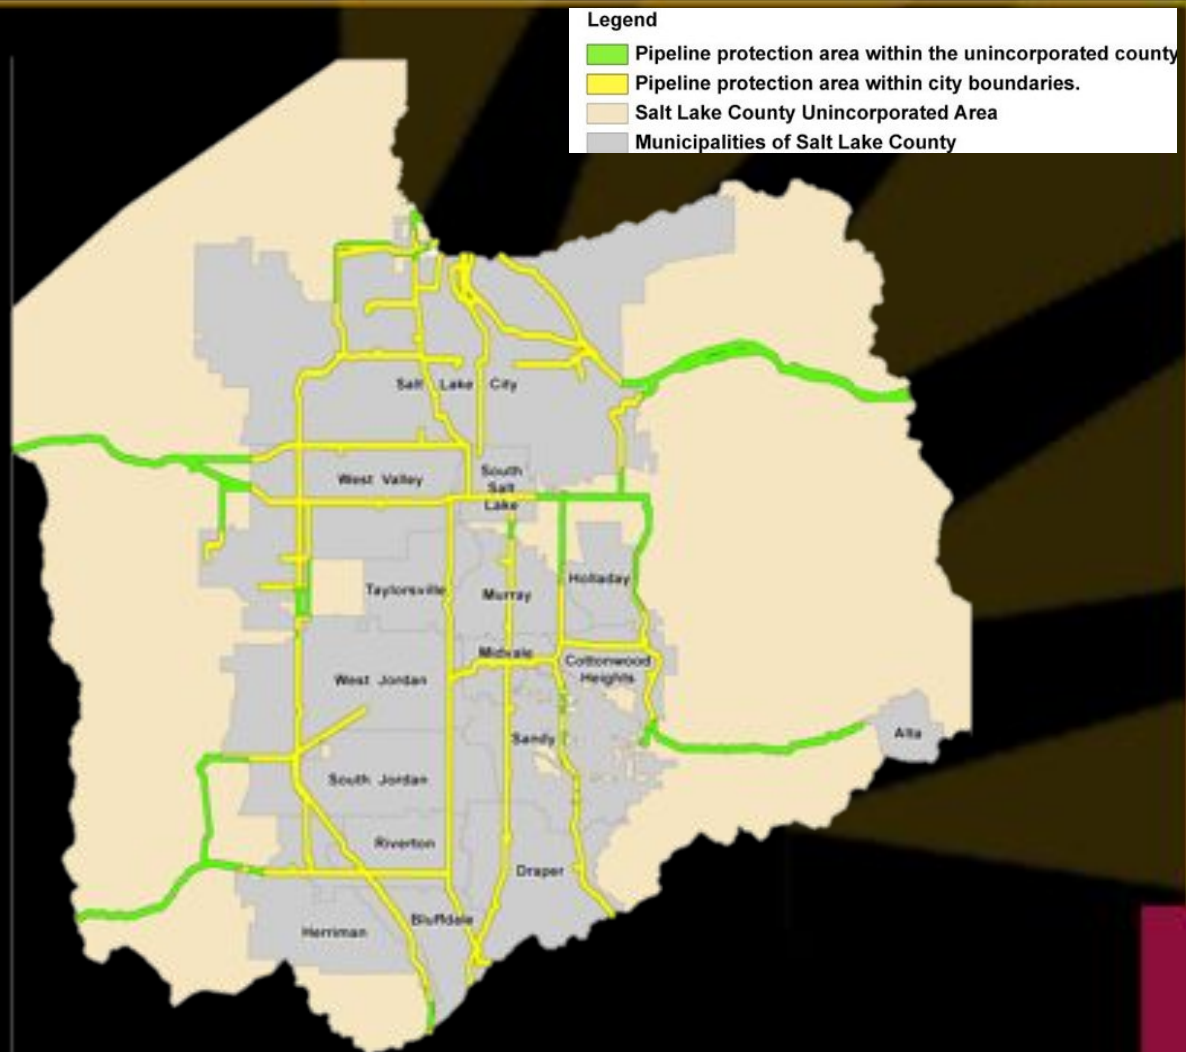 Legend
Pipeline protection area within the unincorporated county
Pipeline protection area within city boundaries.
Salt Lake County Unincorporated Area
Municipalities of Salt Lake County
Salt Lake City
West Valley
South
Salt
Lake
Taylorsville
Murray
Holladay
Midvale
Cottonwood
Heights
West Jordan
Sandy
Alta
South Jordan
Riverton
Draper
Bluffdale
Herriman